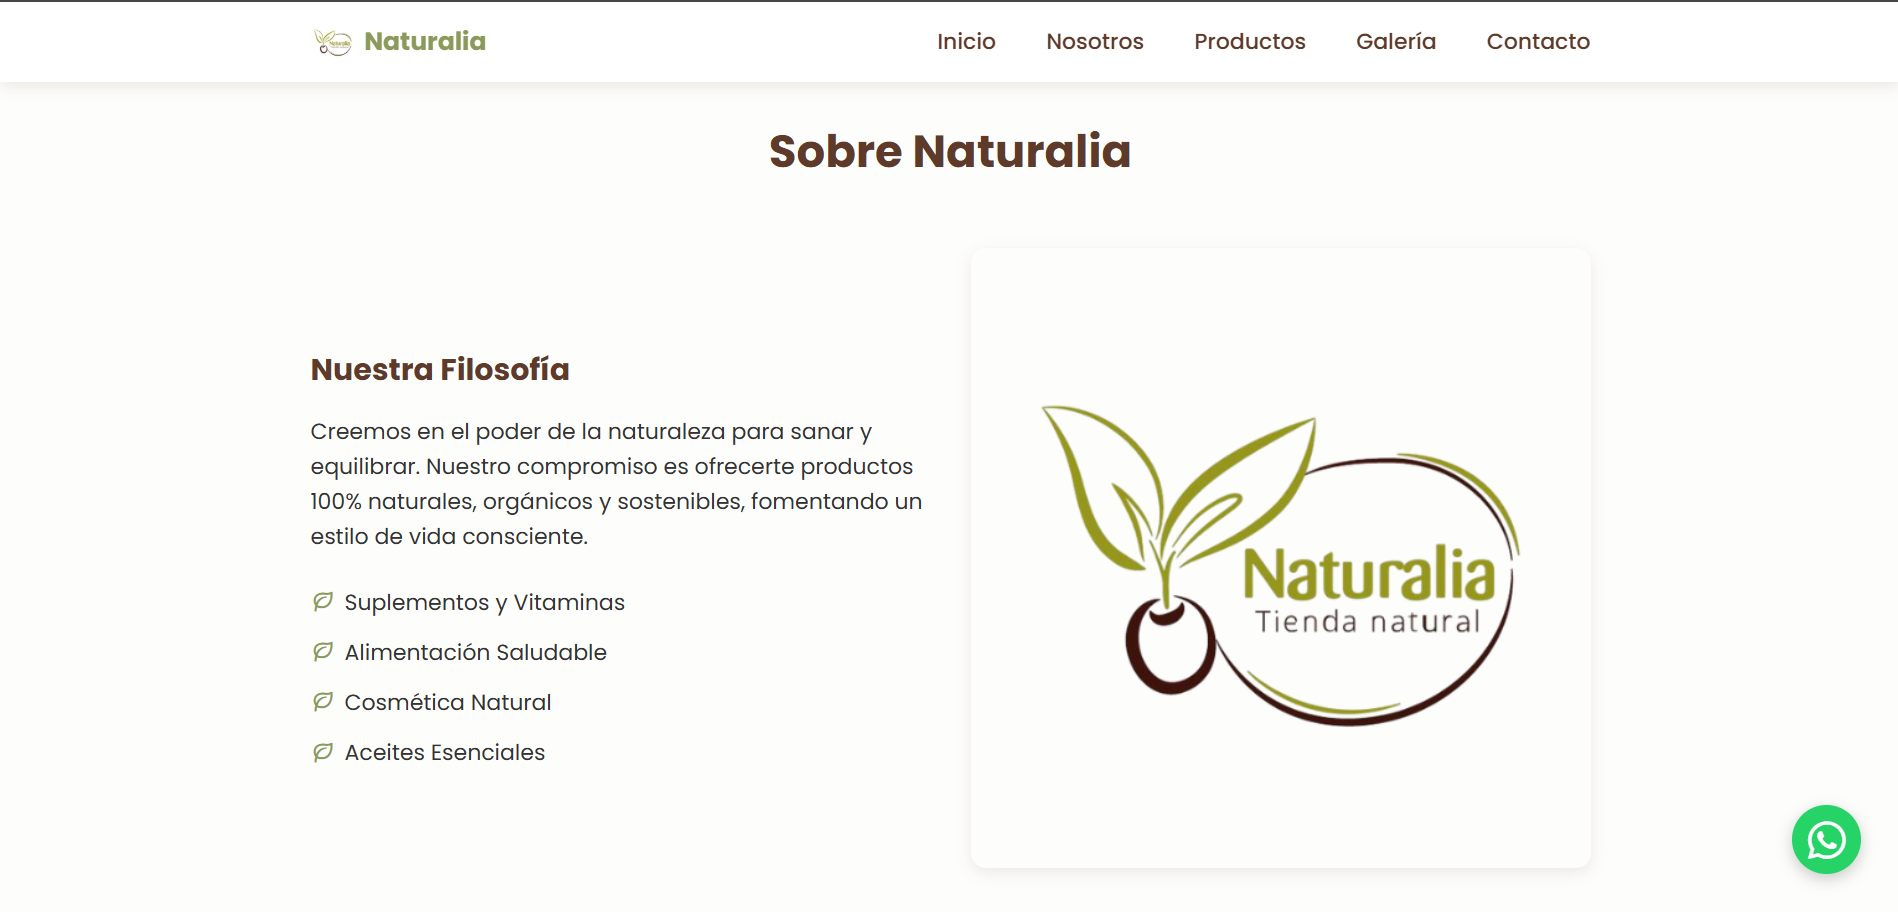 Naturalia
Inicio
Nosotros
Productos
Galería
Contacto
Sobre Naturalia
Nuestra Filosofía
Creemos en el poder de la naturaleza para sanar y
equilibrar. Nuestro compromiso es ofrecerte productos
100% naturales, orgánicos y sostenibles, fomentando un
estilo de vida consciente.
Suplementos y Vitaminas
Alimentación Saludable
Cosmética Natural
Aceites Esenciales
Naturalia
Tienda natural